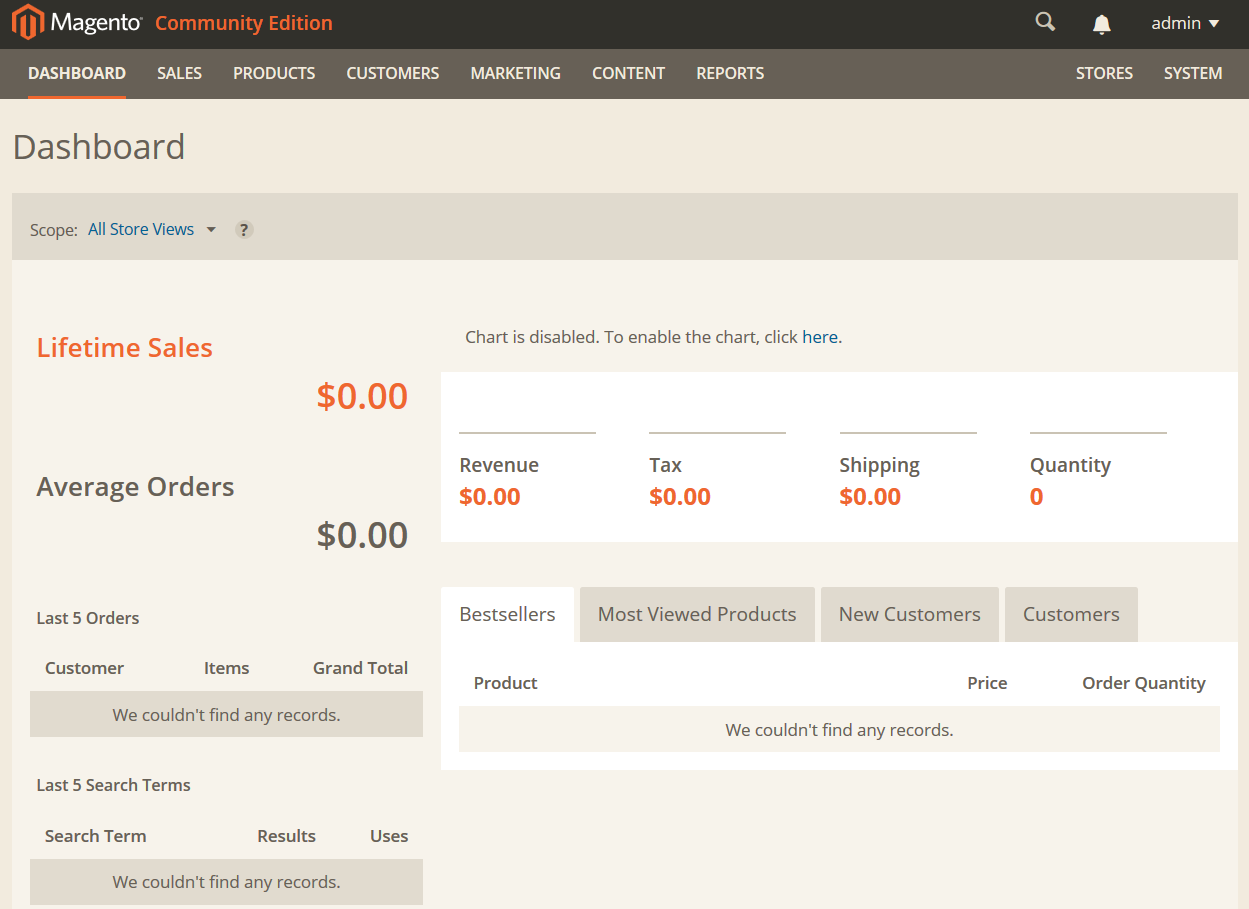 Magento Community Edition admin
DASHBOARD SALES PRODUCTS CUSTOMERS MARKETING CONTENT REPORTS STORES SYSTEM
Dashboard
Scope: All Store Views ?
Lifetime Sales
$0.00
Average Orders
$0.00
Last 5 Orders
Customer Items Grand Total
We couldn't find any records.
Last 5 Search Terms
Search Term Results Uses
We couldn't find any records.
Chart is disabled. To enable the chart, click here.
Revenue Tax Shipping Quantity
$0.00 $0.00 $0.00 0
Bestsellers Most Viewed Products New Customers Customers
Product Price Order Quantity
We couldn't find any records.